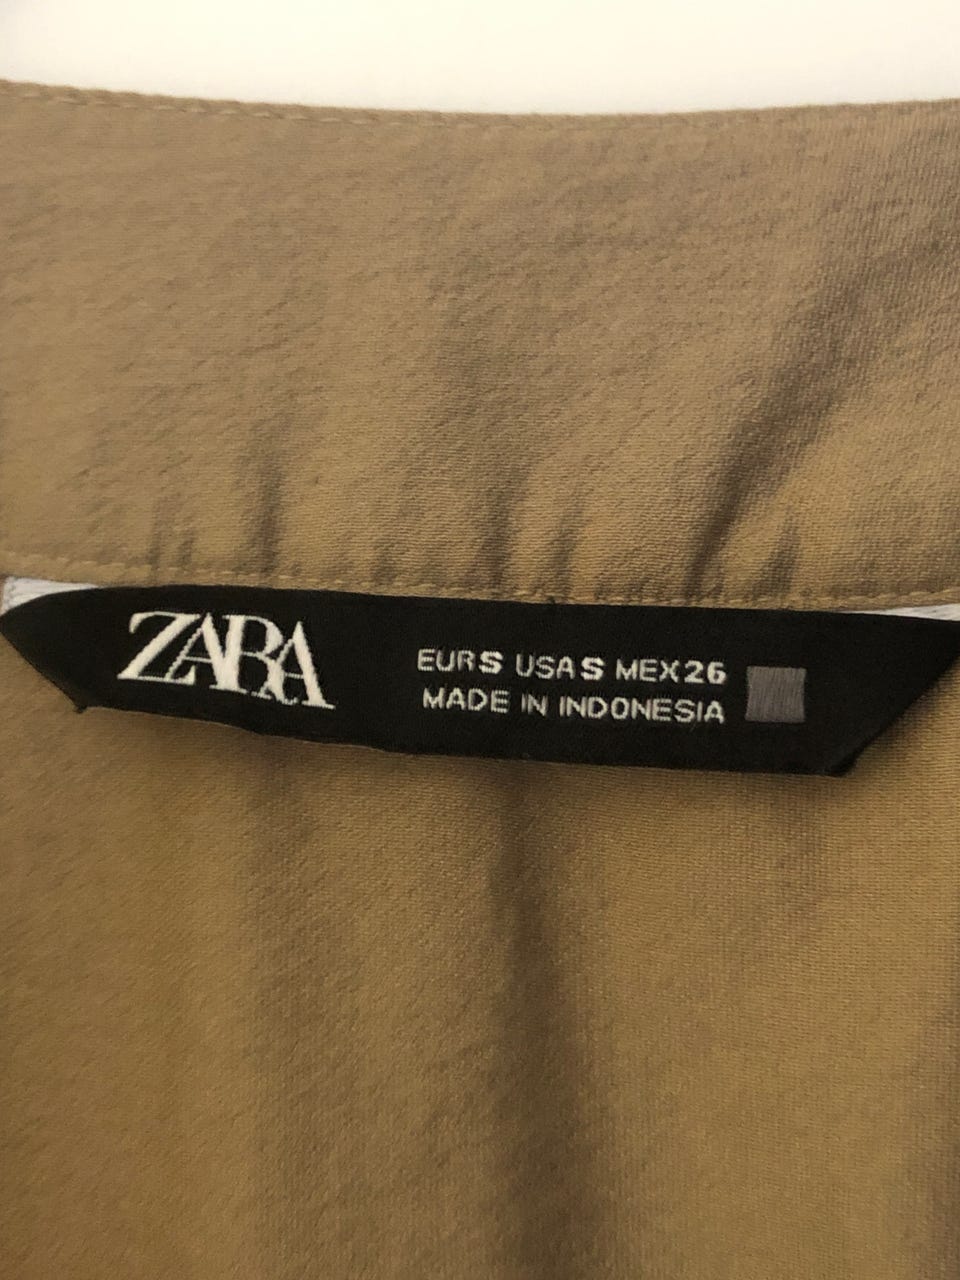 ZARA
EUR S USA S MEX 26
MADE IN INDONESIA